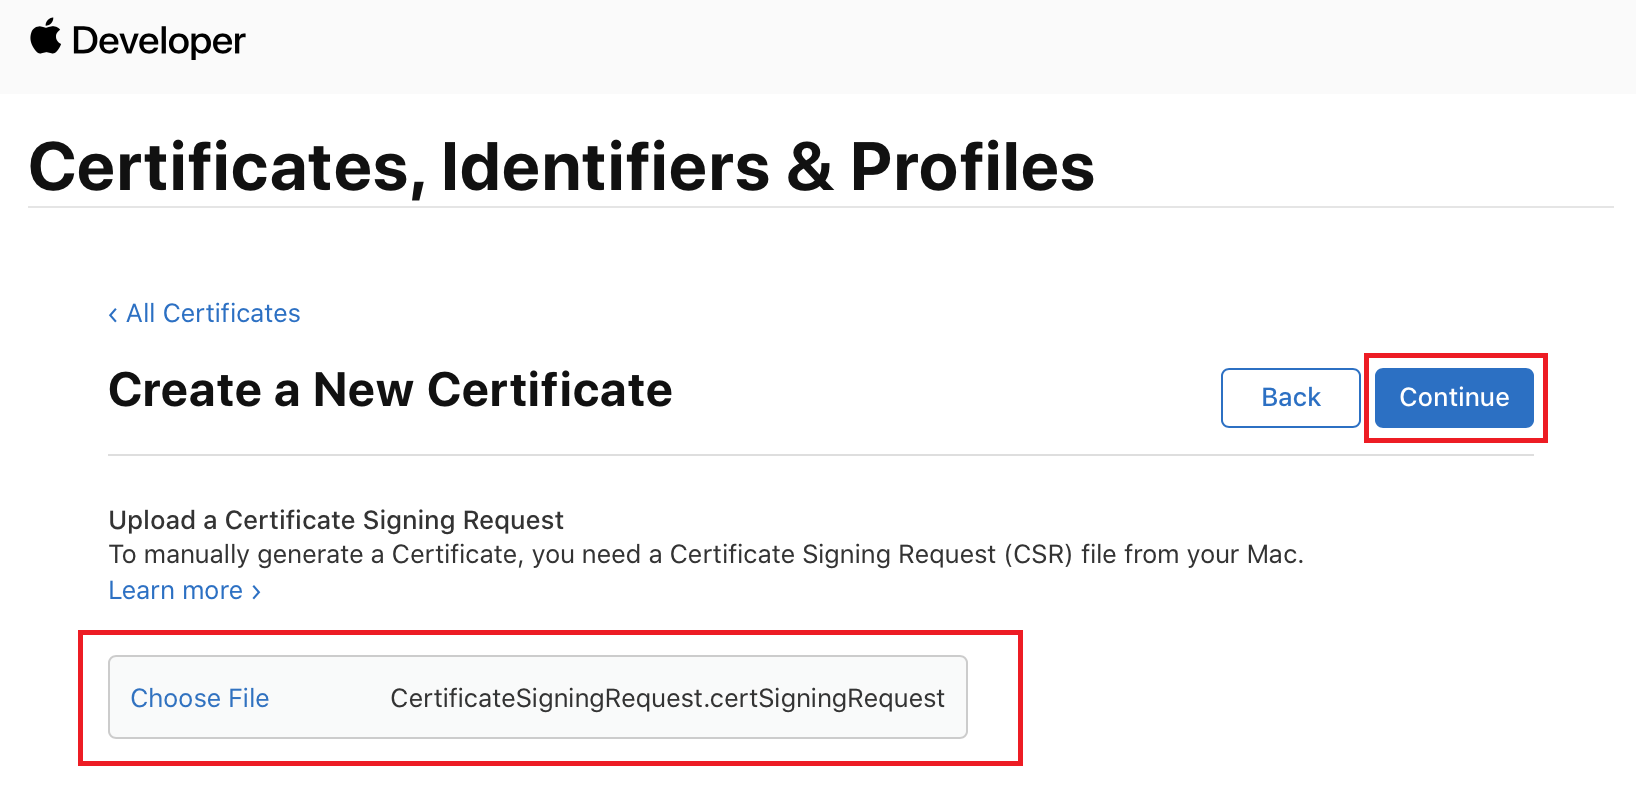 Developer
Certificates, Identifiers & Profiles
‹ All Certificates
Create a New Certificate
Back
Continue
Upload a Certificate Signing Request
To manually generate a Certificate, you need a Certificate Signing Request (CSR) file from your Mac.
Learn more ›
Choose File CertificateSigningRequest.certSigningRequest